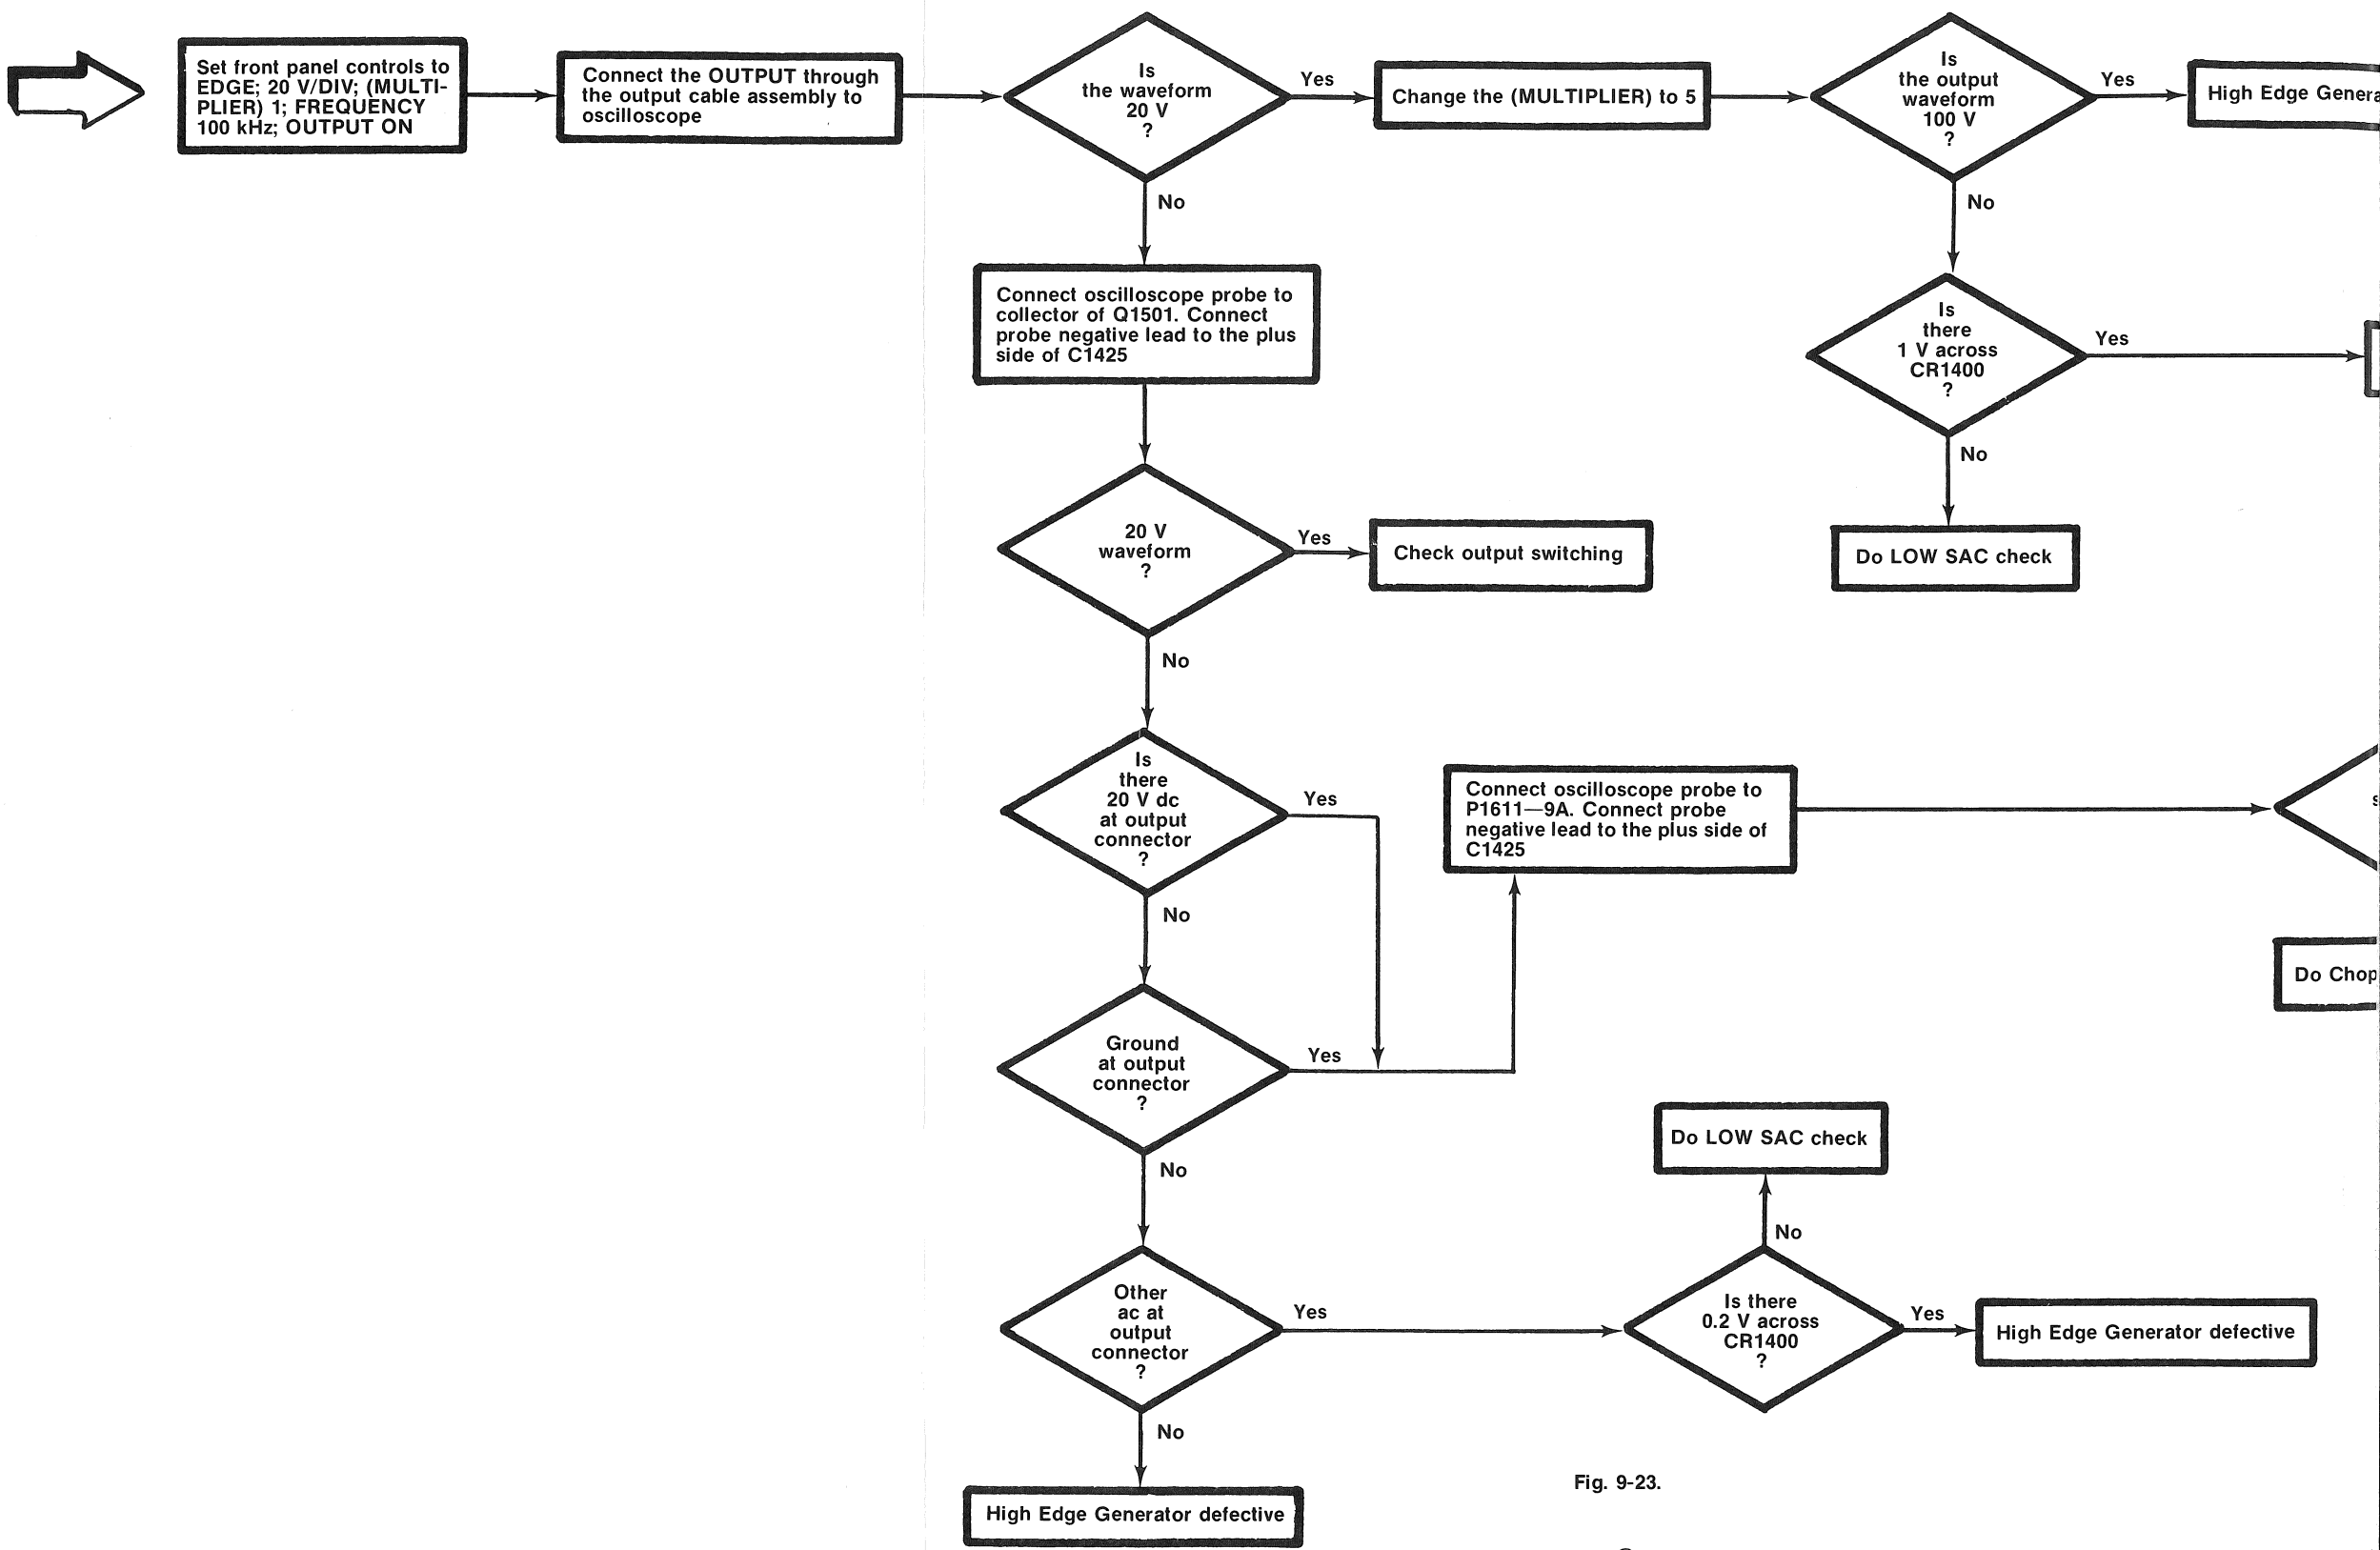 Set front panel controls to
EDGE; 20 V/DIV; (MULTI-
PLIER) 1; FREQUENCY
100 kHz; OUTPUT ON
Connect the OUTPUT through
the output cable assembly to
oscilloscope
Is
the waveform
20 V
?
Yes
Change the (MULTIPLIER) to 5
Is
the output
waveform
100 V
?
Yes
High Edge
No
No
Connect oscilloscope probe to
collector of Q1501. Connect
probe negative lead to the plus
side of C1425
Is
there
1 V across
CR1400
?
Yes
No
20 V
waveform
?
Yes
Check output switching
Do LOW SAC check
No
Is
there
20 V dc
at output
connector
?
Yes
Connect oscilloscope probe to
P1611—9A. Connect probe
negative lead to the plus side of
C1425
No
Do
Ground
at output
connector
?
Yes
Do LOW SAC check
No
No
Other
ac at
output
connector
?
Yes
Is there
0.2 V across
CR1400
?
Yes
High Edge Generator defective
No
Fig. 9-23.
High Edge Generator defective